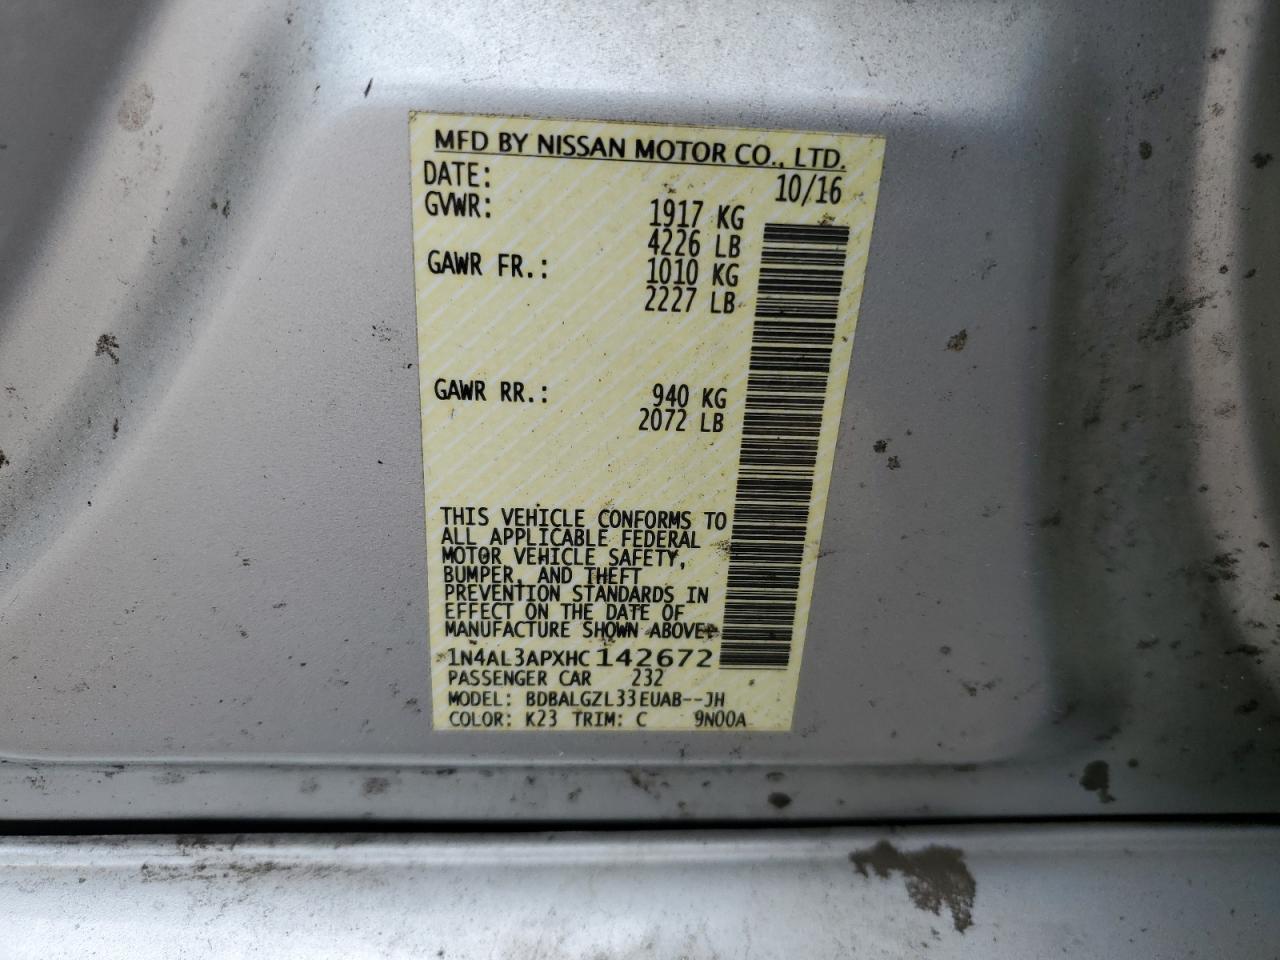 MFD BY NISSAN MOTOR CO., LTD.
DATE: 10/16
GVWR: 1917 KG
4226 LB
GAWR FR.: 1010 KG
2227 LB
GAWR RR.: 940 KG
2072 LB
THIS VEHICLE CONFORMS TO
ALL APPLICABLE FEDERAL
MOTOR VEHICLE SAFETY,
BUMPER, AND THEFT
PREVENTION STANDARDS IN
EFFECT ON THE DATE OF
MANUFACTURE SHOWN ABOVE.
1N4AL3APXHC142672
PASSENGER CAR 232
MODEL: BDBALGZL33EUAB--JH
COLOR: K23 TRIM: C 9N00A